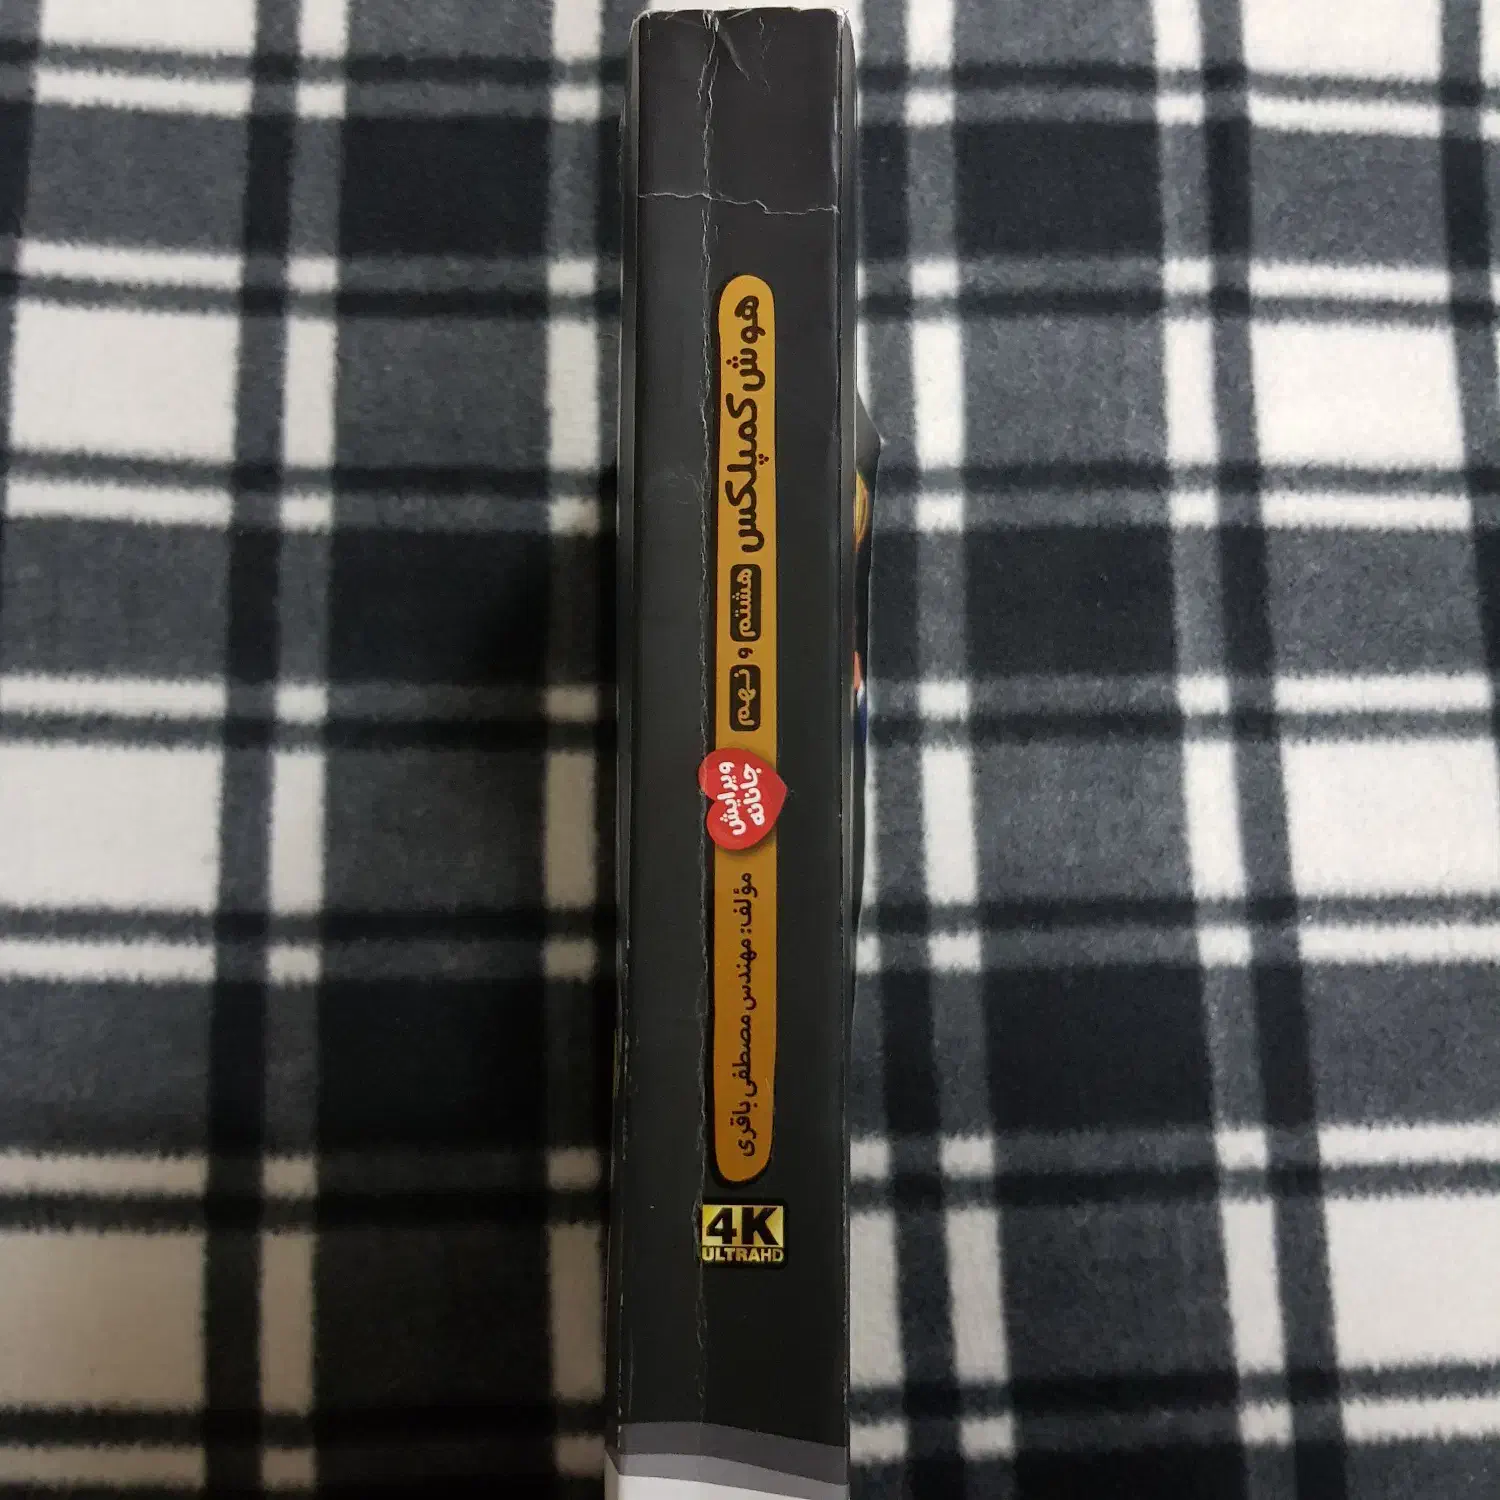 هوش کمپلکس هشتم و نهم
ویرایش
جانانه
مؤلف: مهندس مصطفی باقری
4K
ULTRAHD